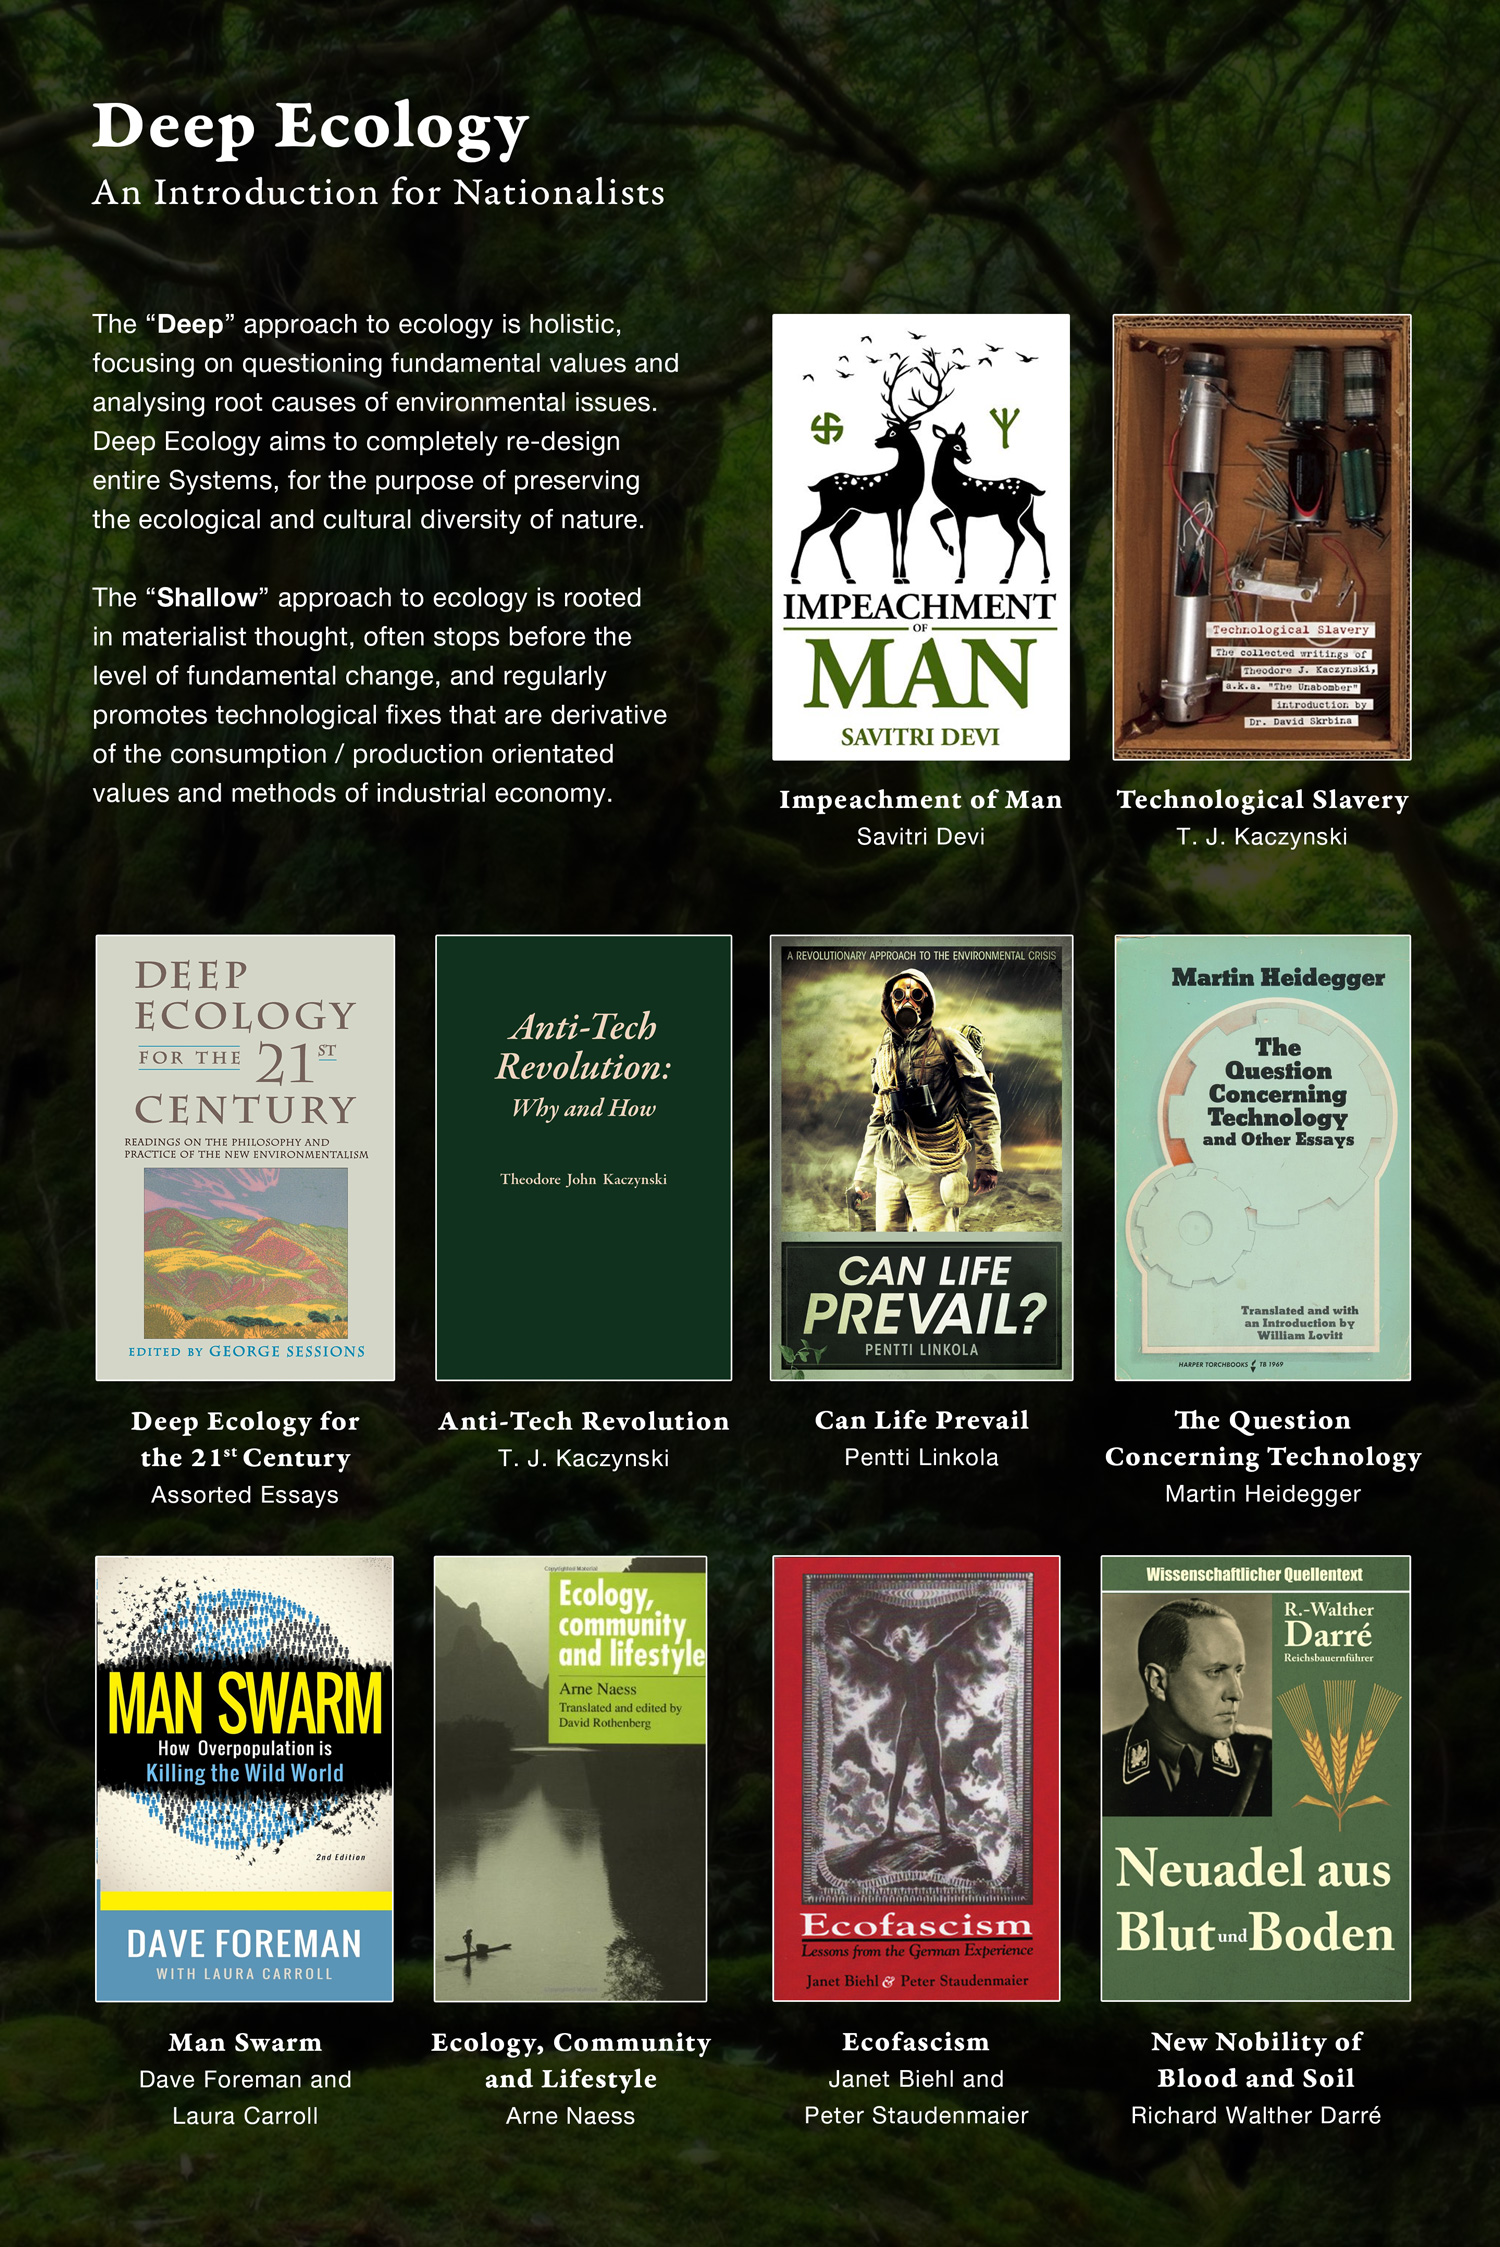 Deep Ecology
An Introduction for Nationalists
The “Deep” approach to ecology is holistic,
focusing on questioning fundamental values and
analysing root causes of environmental issues.
Deep Ecology aims to completely re-design
entire Systems, for the purpose of preserving
the ecological and cultural diversity of nature.
The “Shallow” approach to ecology is rooted
in materialist thought, often stops before the
level of fundamental change, and regularly
promotes technological fixes that are derivative
of the consumption / production orientated
values and methods of industrial economy.
IMPEACHMENT
OF
MAN
SAVITRI DEVI
Impeachment of Man
Savitri Devi
Technological Slavery
The collected writings of
Theodore J. Kaczynski,
a.k.a. "The Unabomber"
introduction by
Dr. David Skrbina
Technological Slavery
T. J. Kaczynski
DEEP
ECOLOGY
FOR THE 21ST
CENTURY
READINGS ON THE PHILOSOPHY AND
PRACTICE OF THE NEW ENVIRONMENTALISM
EDITED BY GEORGE SESSIONS
Deep Ecology for
the 21st Century
Assorted Essays
Anti-Tech
Revolution:
Why and How
Theodore John Kaczynski
Anti-Tech Revolution
T. J. Kaczynski
A REVOLUTIONARY APPROACH TO THE ENVIRONMENTAL CRISIS
CAN LIFE
PREVAIL?
PENTTI LINKOLA
Can Life Prevail
Pentti Linkola
Martin Heidegger
The
Question
Concerning
Technology
and Other Essays
Translated and with
an Introduction by
William Lovitt
HARPER TORCHBOOKS TB 1969
The Question
Concerning Technology
Martin Heidegger
MAN SWARM
How Overpopulation is
Killing the Wild World
2nd Edition
DAVE FOREMAN
WITH LAURA CARROLL
Man Swarm
Dave Foreman and
Laura Carroll
Copyrighted Material
Ecology,
community
and lifestyle
Arne Naess
Translated and edited by
David Rothenberg
Ecology, Community
and Lifestyle
Arne Naess
Ecofascism
Lessons from the German Experience
Janet Biehl & Peter Staudenmaier
Ecofascism
Janet Biehl and
Peter Staudenmaier
Wissenschaftlicher Quellentext
R.-Walther
Darré
Reichsbauernführer
Neuadel aus
Blut und Boden
New Nobility of
Blood and Soil
Richard Walther Darré